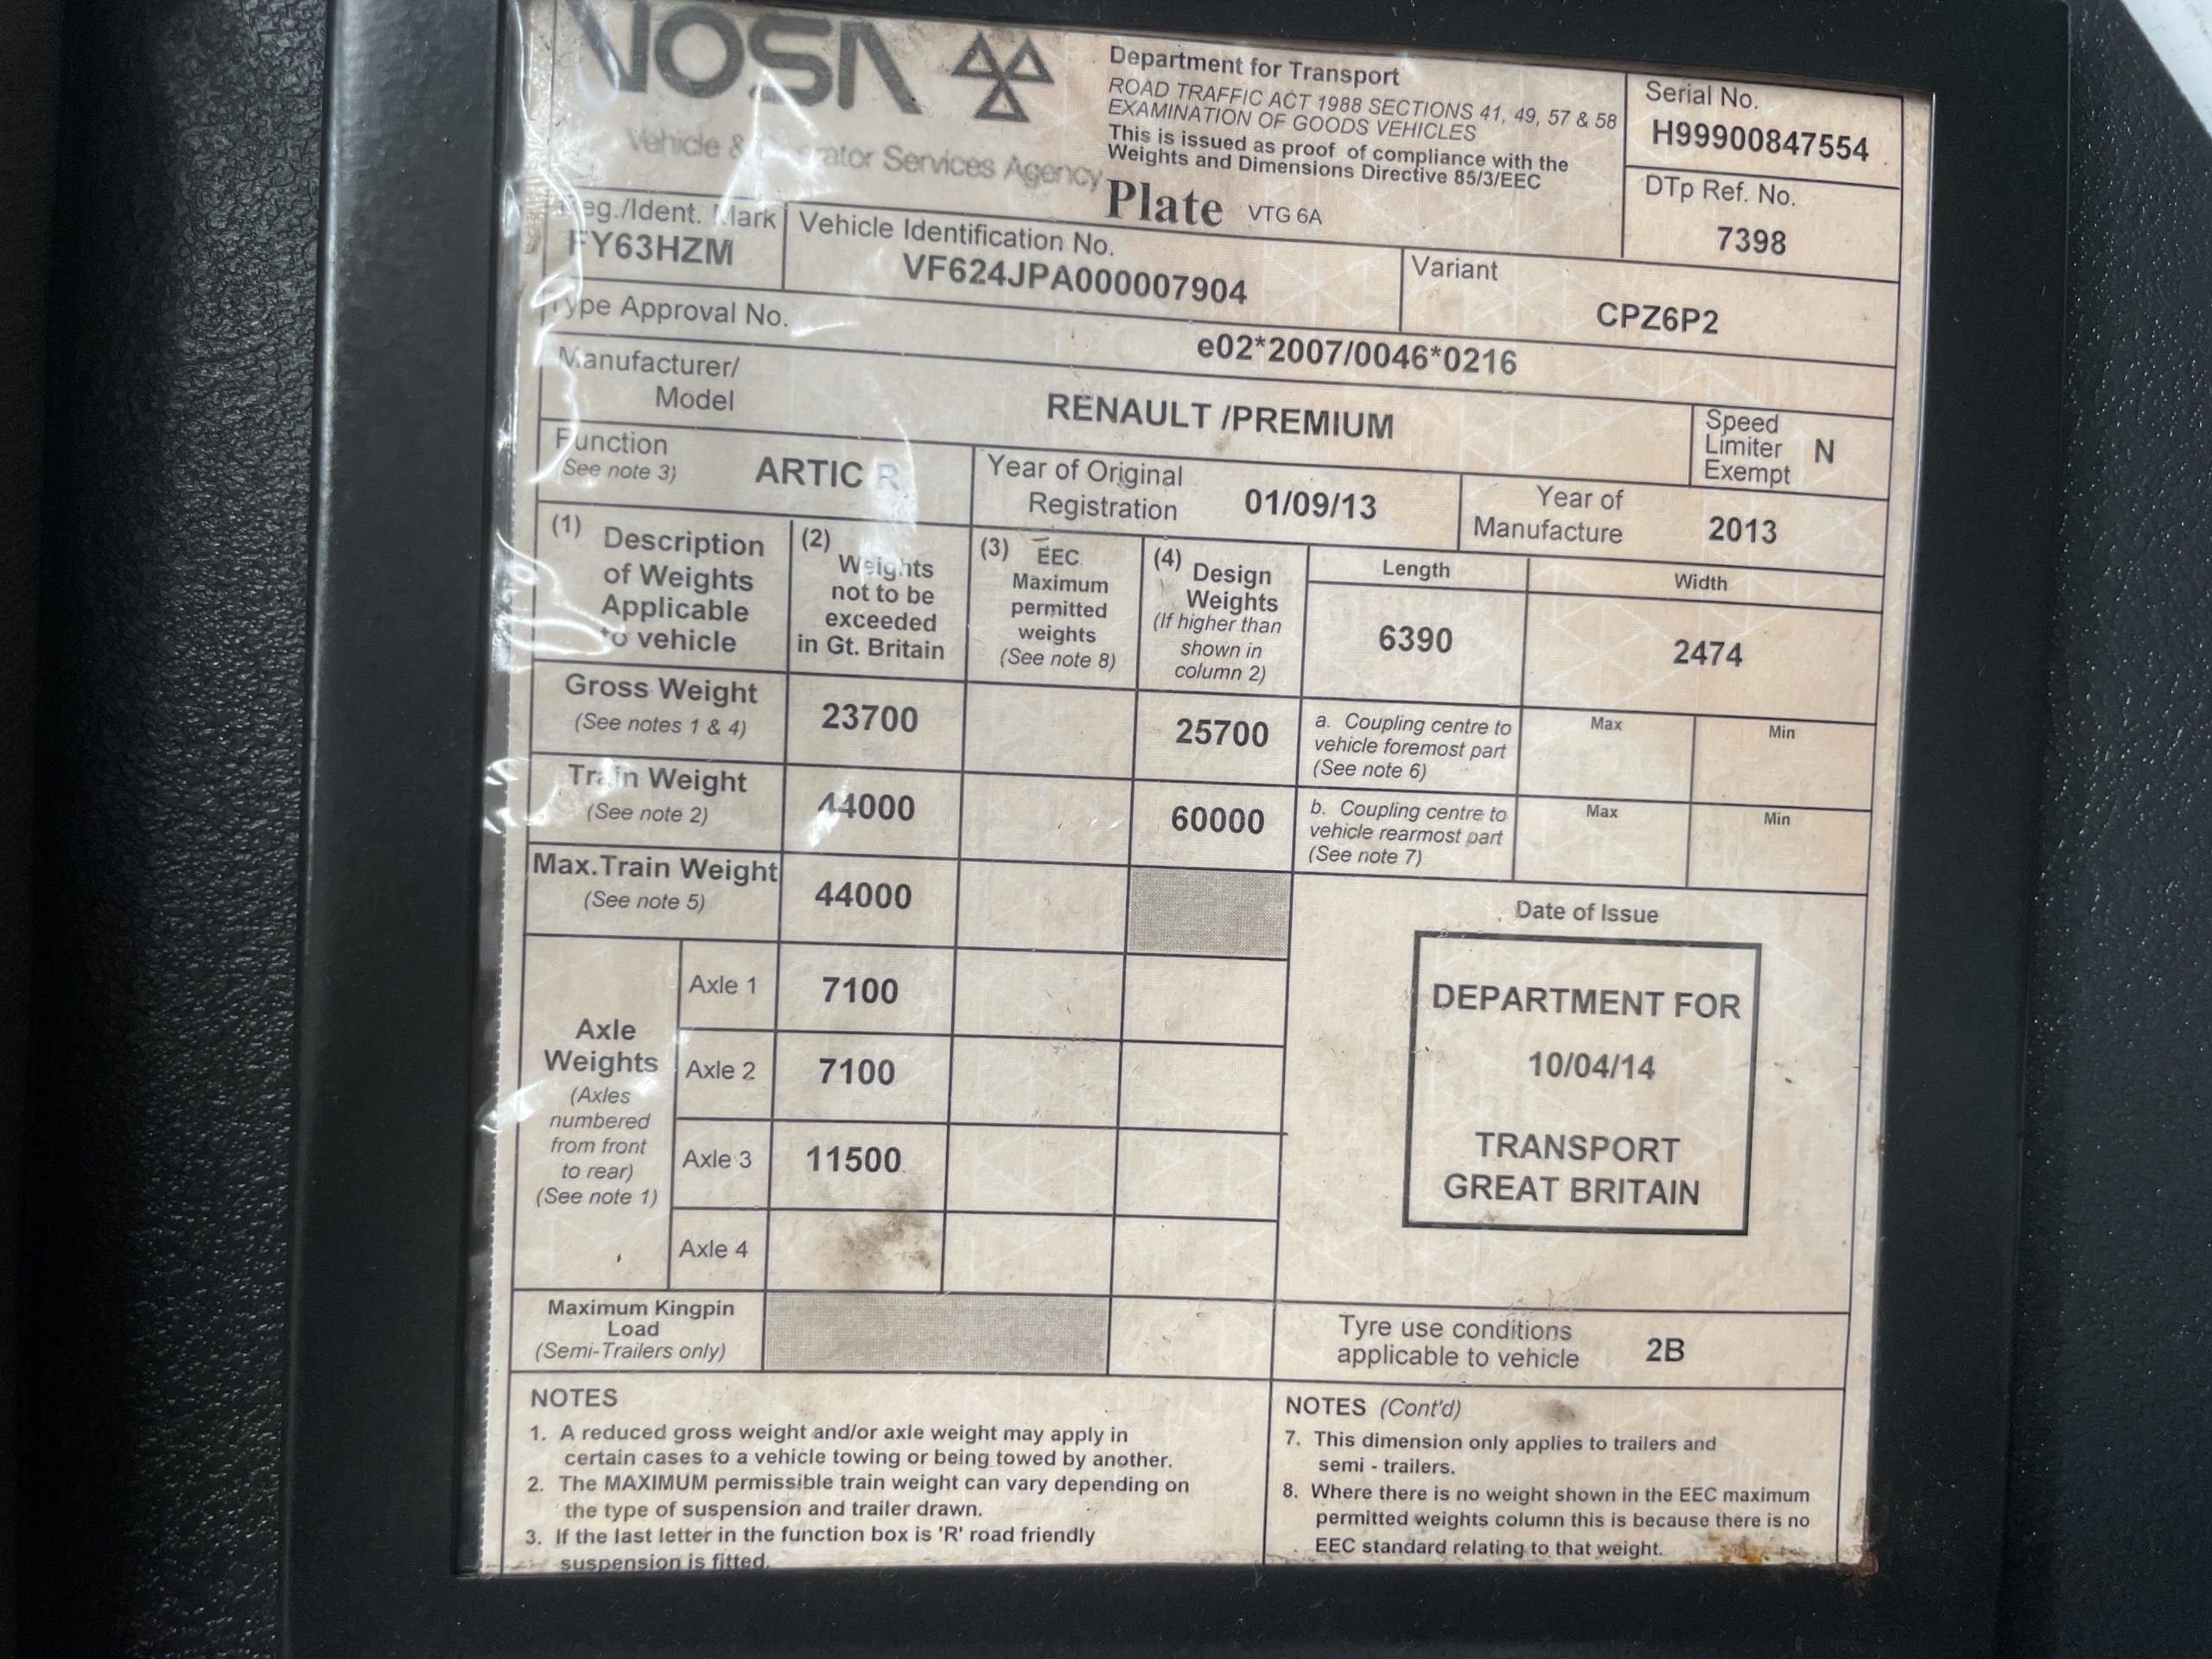 VOSA
Vehicle & Operator Services Agency
Department for Transport
ROAD TRAFFIC ACT 1988 SECTIONS 41, 49, 57 & 58
EXAMINATION OF GOODS VEHICLES
This is issued as proof of compliance with the
Weights and Dimensions Directive 85/3/EEC
Plate VTG 6A
Serial No.
H99900847554
DTp Ref. No.
7398
Reg./Ident. Mark
FY63HZM
Vehicle Identification No.
VF624JPA000007904
Variant
CPZ6P2
Type Approval No.
e02*2007/0046*0216
Manufacturer/
Model
RENAULT /PREMIUM
Speed
Limiter
Exempt
N
Function
(See note 3)
ARTIC R
Year of Original
Registration
01/09/13
Year of
Manufacture
2013
(1) Description
of Weights
Applicable
to vehicle
(2)
Weights
not to be
exceeded
in Gt. Britain
(3) EEC
Maximum
permitted
weights
(See note 8)
(4) Design
Weights
(If higher than
shown in
column 2)
Length
6390
Width
2474
Gross Weight
(See notes 1 & 4)
23700
25700
a. Coupling centre to
vehicle foremost part
(See note 6)
Max
Min
Train Weight
(See note 2)
44000
60000
b. Coupling centre to
vehicle rearmost part
(See note 7)
Max
Min
Max.Train Weight
(See note 5)
44000
Date of Issue
DEPARTMENT FOR
10/04/14
TRANSPORT
GREAT BRITAIN
Axle
Weights
(Axles
numbered
from front
to rear)
(See note 1)
Axle 1
7100
Axle 2
7100
Axle 3
11500
Axle 4
Maximum Kingpin
Load
(Semi-Trailers only)
Tyre use conditions
applicable to vehicle
2B
NOTES
1. A reduced gross weight and/or axle weight may apply in
certain cases to a vehicle towing or being towed by another.
2. The MAXIMUM permissible train weight can vary depending on
the type of suspension and trailer drawn.
3. If the last letter in the function box is 'R' road friendly
suspension is fitted.
NOTES (Cont'd)
7. This dimension only applies to trailers and
semi - trailers.
8. Where there is no weight shown in the EEC maximum
permitted weights column this is because there is no
EEC standard relating to that weight.